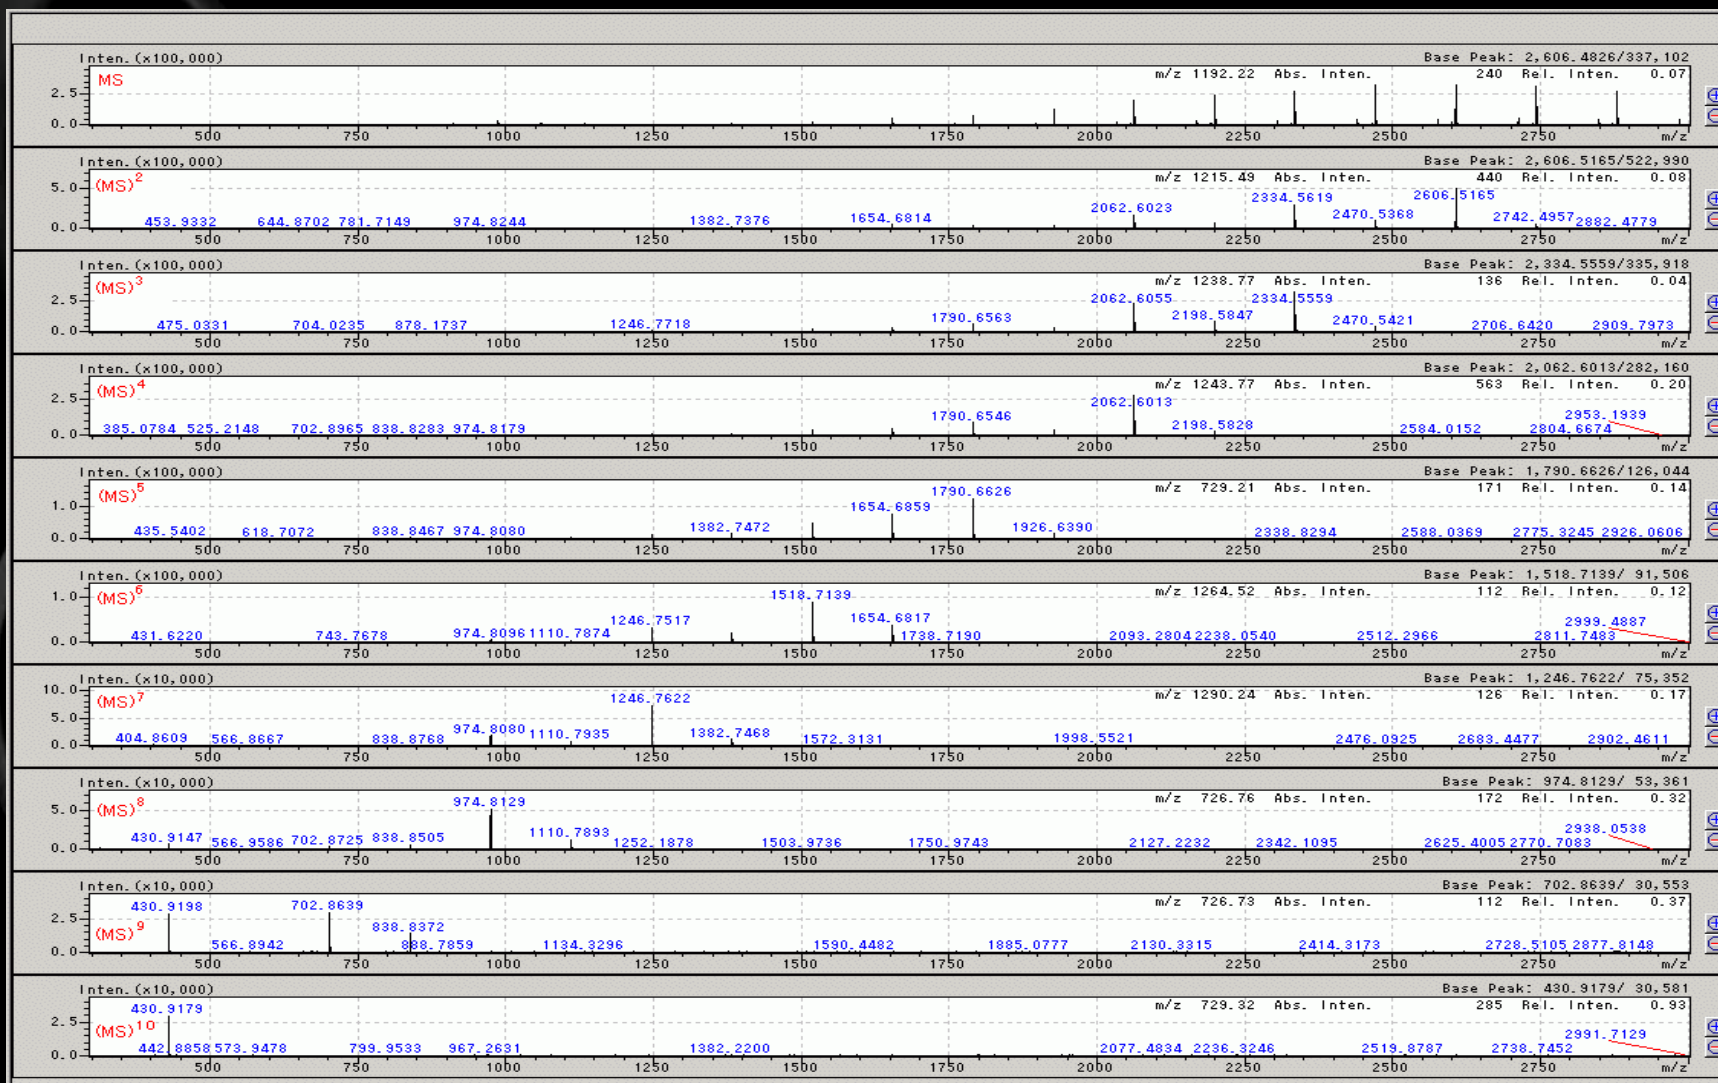 Inten.(x100,000) Base Peak: 2,606.4826/337,102
MS m/z 1192.22 Abs. Inten. 240 Rel. Inten. 0.07
2.5
0.0
500 750 1000 1250 1500 1750 2000 2250 2500 2750 m/z
Inten.(x100,000) Base Peak: 2,606.5165/522,990
(MS)2 m/z 1215.49 Abs. Inten. 440 Rel. Inten. 0.08
5.0 2334.5619 2606.5165
2062.6023 2470.5368
453.9332 644.8702 781.7149 974.8244 1382.7376 1654.6814 2742.4957 2882.4779
0.0
500 750 1000 1250 1500 1750 2000 2250 2500 2750 m/z
Inten.(x100,000) Base Peak: 2,334.5559/335,918
(MS)3 m/z 1238.77 Abs. Inten. 136 Rel. Inten. 0.04
2.5 2062.6055 2334.5559
1790.6563 2198.5847 2470.5421
475.0331 704.0235 878.1737 1246.7718 2706.6420 2909.7973
0.0
500 750 1000 1250 1500 1750 2000 2250 2500 2750 m/z
Inten.(x100,000) Base Peak: 2,062.6013/282,160
(MS)4 m/z 1243.77 Abs. Inten. 563 Rel. Inten. 0.20
2.5 2062.6013
1790.6546 2953.1939
385.0784 525.2148 702.8965 838.8283 974.8179 2198.5828 2584.0152 2804.6674
0.0
500 750 1000 1250 1500 1750 2000 2250 2500 2750 m/z
Inten.(x100,000) Base Peak: 1,790.6626/126,044
(MS)5 1790.6626 m/z 729.21 Abs. Inten. 171 Rel. Inten. 0.14
1.0 1654.6859
435.5402 618.7072 838.8467 974.8080 1382.7472 1926.6390 2338.8294 2588.0369 2775.3245 2926.0606
0.0
500 750 1000 1250 1500 1750 2000 2250 2500 2750 m/z
Inten.(x100,000) Base Peak: 1,518.7139/ 91,506
(MS)6 m/z 1264.52 Abs. Inten. 112 Rel. Inten. 0.12
1.0 1518.7139
1246.7517 1654.6817 2999.4887
431.6220 743.7678 974.8096 1110.7874 1738.7190 2093.2804 2238.0540 2512.2966 2811.7483
0.0
500 750 1000 1250 1500 1750 2000 2250 2500 2750 m/z
Inten.(x10,000) Base Peak: 1,246.7622/ 75,352
10.0
(MS)7 1246.7622 m/z 1290.24 Abs. Inten. 126 Rel. Inten. 0.17
5.0
974.8080 1382.7468
404.8609 566.8667 838.8768 1110.7935 1572.3131 1998.5521 2476.0925 2683.4477 2902.4611
0.0
500 750 1000 1250 1500 1750 2000 2250 2500 2750 m/z
Inten.(x10,000) Base Peak: 974.8129/ 53,361
(MS)8 974.8129 m/z 726.76 Abs. Inten. 172 Rel. Inten. 0.32
5.0
1110.7893 2938.0538
430.9147 566.9586 702.8725 838.8505 1252.1878 1503.9736 1750.9743 2127.2232 2342.1095 2625.4005 2770.7083
0.0
500 750 1000 1250 1500 1750 2000 2250 2500 2750 m/z
Inten.(x10,000) Base Peak: 702.8639/ 30,553
430.9198 702.8639 m/z 726.73 Abs. Inten. 112 Rel. Inten. 0.37
2.5
(MS)9 838.8372
566.8942 888.7859 1134.3296 1590.4482 1885.0777 2130.3315 2414.3173 2728.5105 2877.8148
0.0
500 750 1000 1250 1500 1750 2000 2250 2500 2750 m/z
Inten.(x10,000) Base Peak: 430.9179/ 30,581
430.9179 m/z 729.32 Abs. Inten. 285 Rel. Inten. 0.93
2.5
(MS)10 2991.7129
442.8858 573.9478 799.9533 967.2631 1382.2200 2077.4834 2236.3246 2519.8787 2738.7452
0.0
500 750 1000 1250 1500 1750 2000 2250 2500 2750 m/z